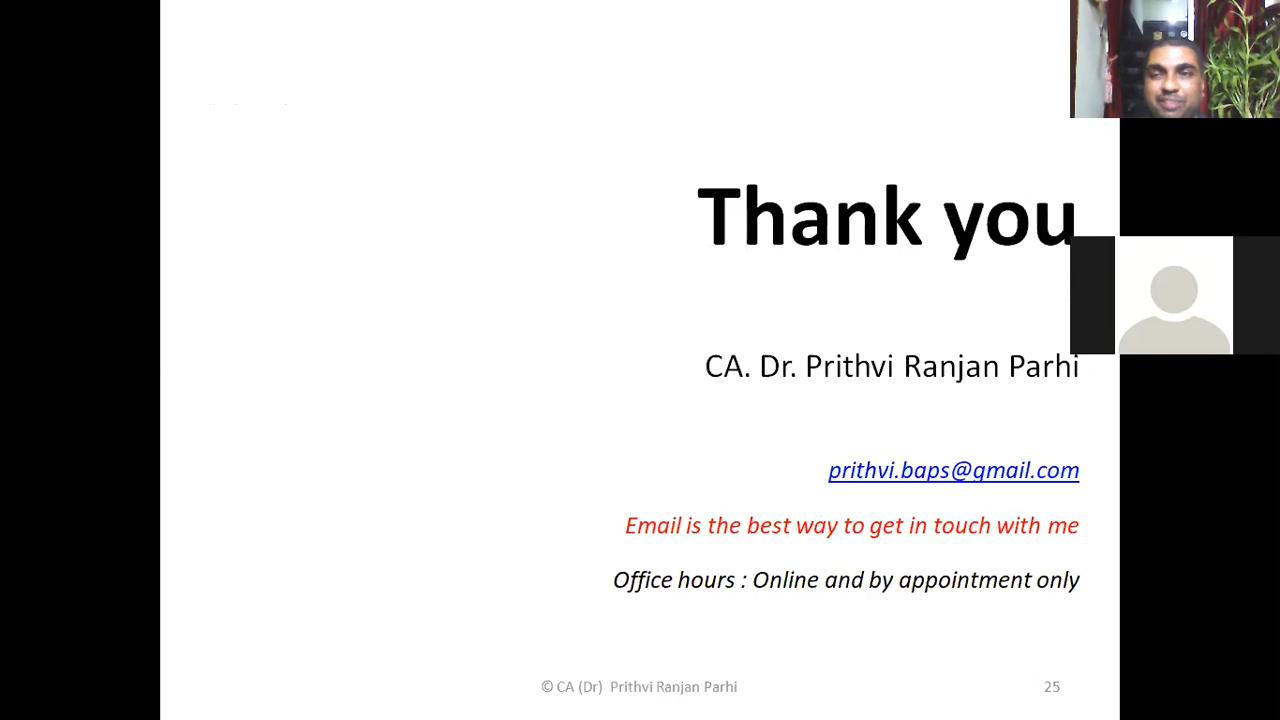 Thank you
CA. Dr. Prithvi Ranjan Parhi
prithvi.baps@gmail.com
Email is the best way to get in touch with me
Office hours : Online and by appointment only
© CA (Dr) Prithvi Ranjan Parhi
25